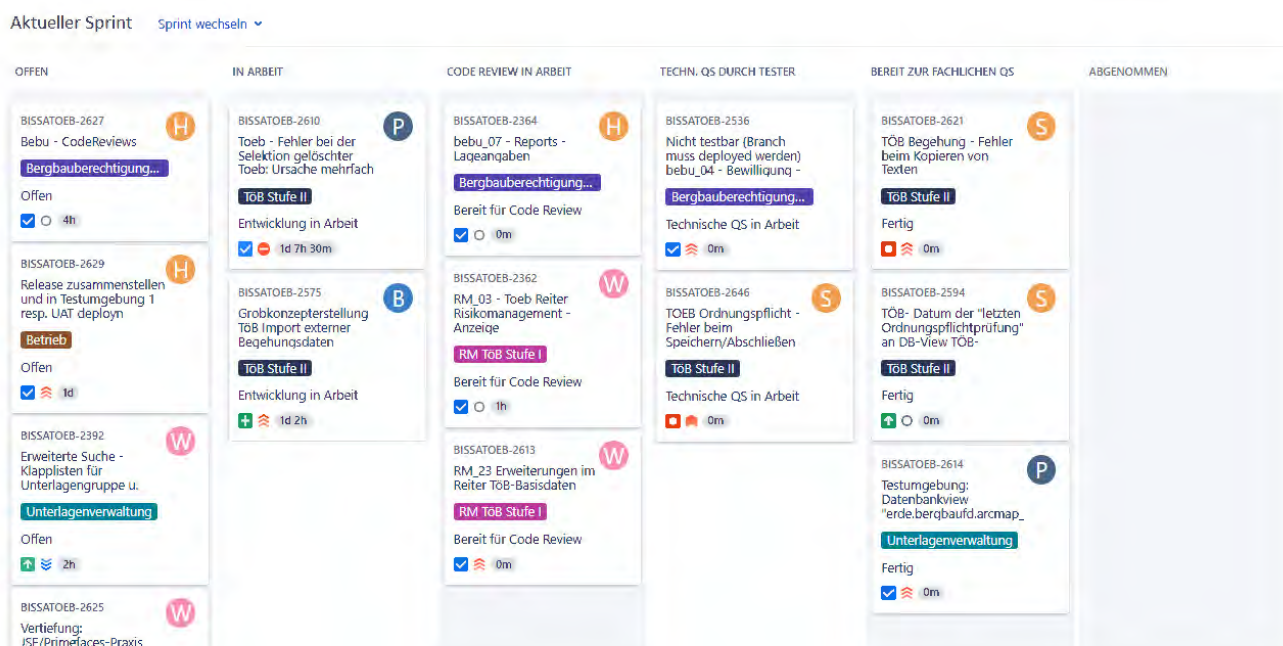 Aktueller Sprint Sprint wechseln
OFFEN
BISSATOEB-2627
H
Bebu - CodeReviews
Bergbauberechtigung...
Offen
4h
BISSATOEB-2629
H
Release zusammenstellen
und in Testumgebung 1
resp. UAT deployn
Betrieb
Offen
1d
BISSATOEB-2392
W
Erweiterte Suche -
Klapplisten für
Unterlagengruppe u.
Unterlagenverwaltung
Offen
2h
BISSATOEB-2625
W
Vertiefung:
JSF/Primefaces-Praxis
IN ARBEIT
BISSATOEB-2610
P
Toeb - Fehler bei der
Selektion gelöschter
Toeb: Ursache mehrfach
TöB Stufe II
Entwicklung in Arbeit
1d 7h 30m
BISSATOEB-2575
B
Grobkonzepterstellung
TöB Import externer
Begehungsdaten
TöB Stufe II
Entwicklung in Arbeit
1d 2h
CODE REVIEW IN ARBEIT
BISSATOEB-2364
H
bebu_07 - Reports -
Lageangaben
Bergbauberechtigung...
Bereit für Code Review
0m
BISSATOEB-2362
W
RM_03 - Toeb Reiter
Risikomanagement -
Anzeige
RM TöB Stufe I
Bereit für Code Review
1h
BISSATOEB-2613
W
RM_23 Erweiterungen im
Reiter TöB-Basisdaten
RM TöB Stufe I
Bereit für Code Review
0m
TECHN. QS DURCH TESTER
BISSATOEB-2536
Nicht testbar (Branch
muss deployed werden)
bebu_04 - Bewilligung -
Bergbauberechtigung...
Technische QS in Arbeit
0m
BISSATOEB-2646
S
TOEB Ordnungspflicht -
Fehler beim
Speichern/Abschließen
TöB Stufe II
Technische QS in Arbeit
0m
BEREIT ZUR FACHLICHEN QS
BISSATOEB-2621
S
TÖB Begehung - Fehler
beim Kopieren von
Texten
TöB Stufe II
Fertig
0m
BISSATOEB-2594
S
TÖB- Datum der "letzten
Ordnungspflichtprüfung"
an DB-View TÖB-
TöB Stufe II
Fertig
0m
BISSATOEB-2614
P
Testumgebung:
Datenbankview
"erde.bergbaufd.arcmap_
Unterlagenverwaltung
Fertig
0m
ABGENOMMEN